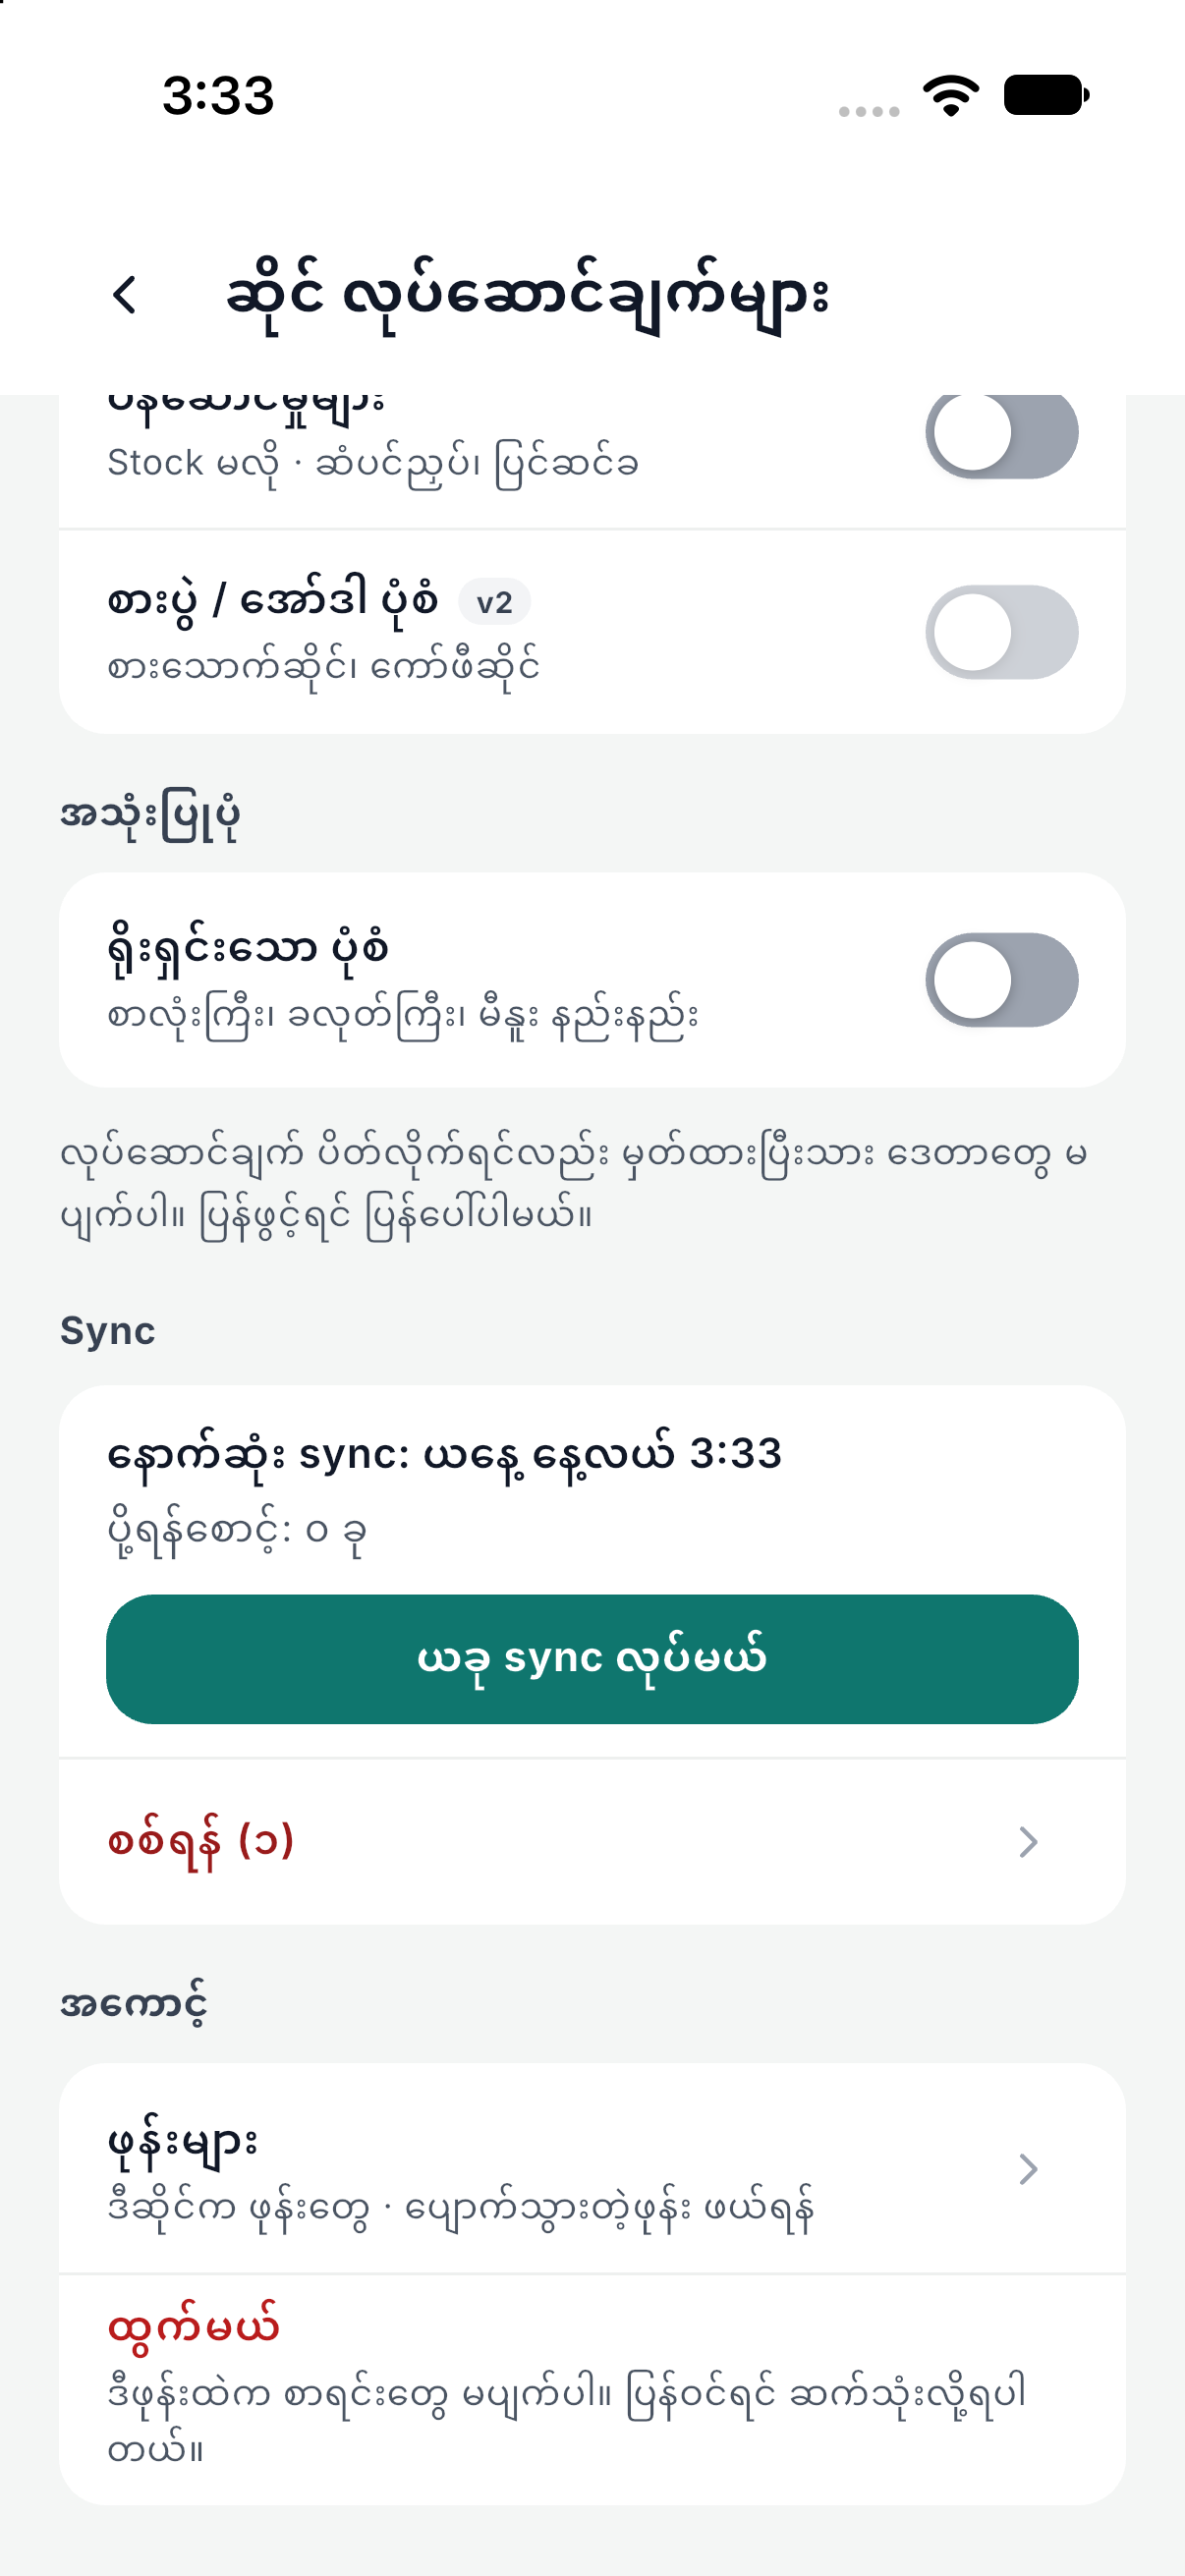 3:33
ဆိုင် လုပ်ဆောင်ချက်များ
ဝန်ဆောင်မှုများ
Stock မလို · ဆံပင်ညှပ်၊ ပြင်ဆင်ခ
စားပွဲ / အော်ဒါ ပုံစံ v2
စားသောက်ဆိုင်၊ ကော်ဖီဆိုင်
အသုံးပြုပုံ
ရိုးရှင်းသော ပုံစံ
စာလုံးကြီး၊ ခလုတ်ကြီး၊ မီနူး နည်းနည်း
လုပ်ဆောင်ချက် ပိတ်လိုက်ရင်လည်း မှတ်ထားပြီးသား ဒေတာတွေ မ
ပျက်ပါ။ ပြန်ဖွင့်ရင် ပြန်ပေါ်ပါမယ်။
Sync
နောက်ဆုံး sync: ယနေ့ နေ့လယ် 3:33
ပို့ရန်စောင့်: ၀ ခု
ယခု sync လုပ်မယ်
စစ်ရန် (၁)
အကောင့်
ဖုန်းများ
ဒီဆိုင်က ဖုန်းတွေ · ပျောက်သွားတဲ့ဖုန်း ဖယ်ရန်
ထွက်မယ်
ဒီဖုန်းထဲက စာရင်းတွေ မပျက်ပါ။ ပြန်ဝင်ရင် ဆက်သုံးလို့ရပါ
တယ်။